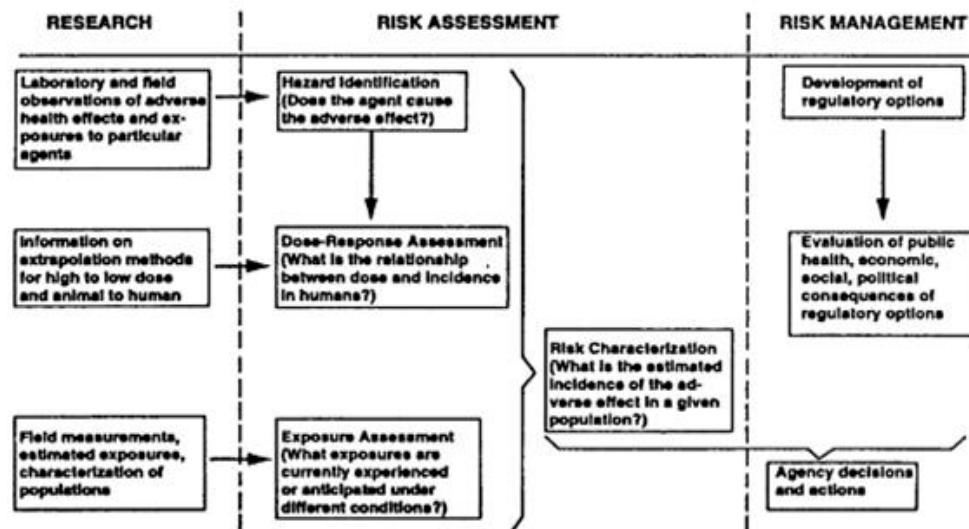 RESEARCH
RISK ASSESSMENT
RISK MANAGEMENT
Laboratory and field
observations of adverse
health effects and ex-
posures to particular
agents
Hazard Identification
(Does the agent cause
the adverse effect?)
Development of
regulatory options
Information on
extrapolation methods
for high to low dose
and animal to human
Dose-Response Assessment
(What is the relationship
between dose and incidence
in humans?)
Evaluation of public
health, economic,
social, political
consequences of
regulatory options
Risk Characterization
(What is the estimated
incidence of the ad-
verse effect in a given
population?)
Field measurements,
estimated exposures,
characterization of
populations
Exposure Assessment
(What exposures are
currently experienced
or anticipated under
different conditions?)
Agency decisions
and actions